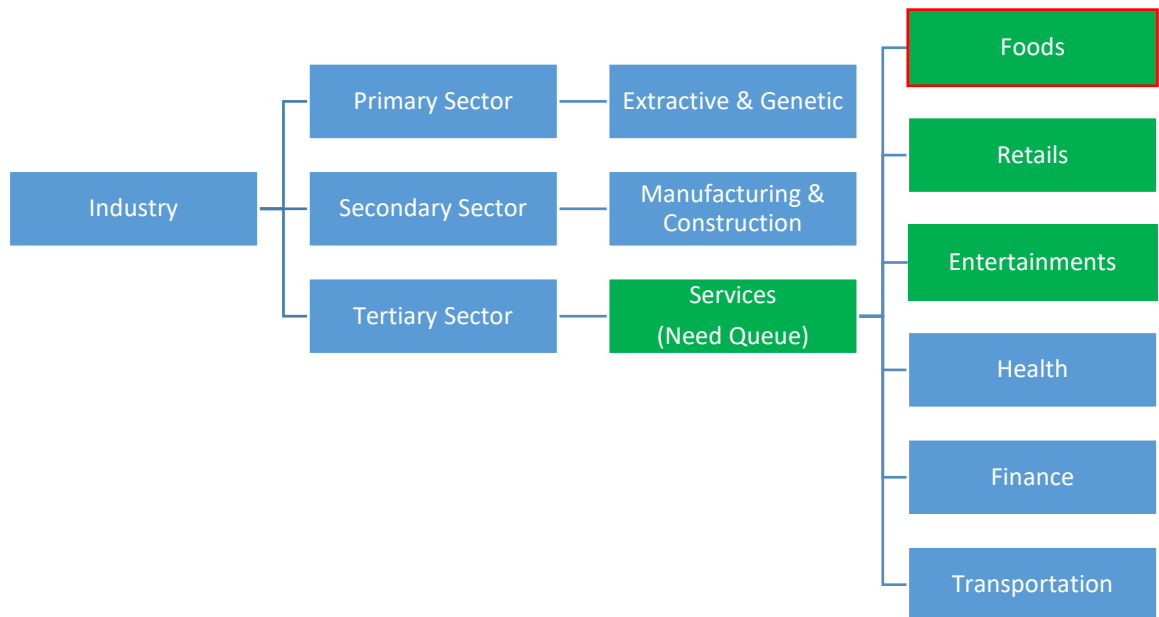 Industry
Primary Sector
Secondary Sector
Tertiary Sector
Extractive & Genetic
Manufacturing &
Construction
Services
(Need Queue)
Foods
Retails
Entertainments
Health
Finance
Transportation